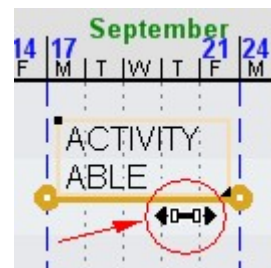 September
14 17 21 24
F M T W T F M
ACTIVITY
ABLE